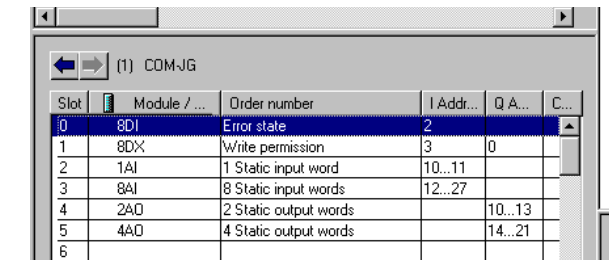 (1) COM-JG
Slot Module / ... Order number I Addr... Q A... C...
0 8DI Error state 2
1 8DX Write permission 3 0
2 1AI 1 Static input word 10...11
3 8AI 8 Static input words 12...27
4 2AO 2 Static output words 10...13
5 4AO 4 Static output words 14...21
6